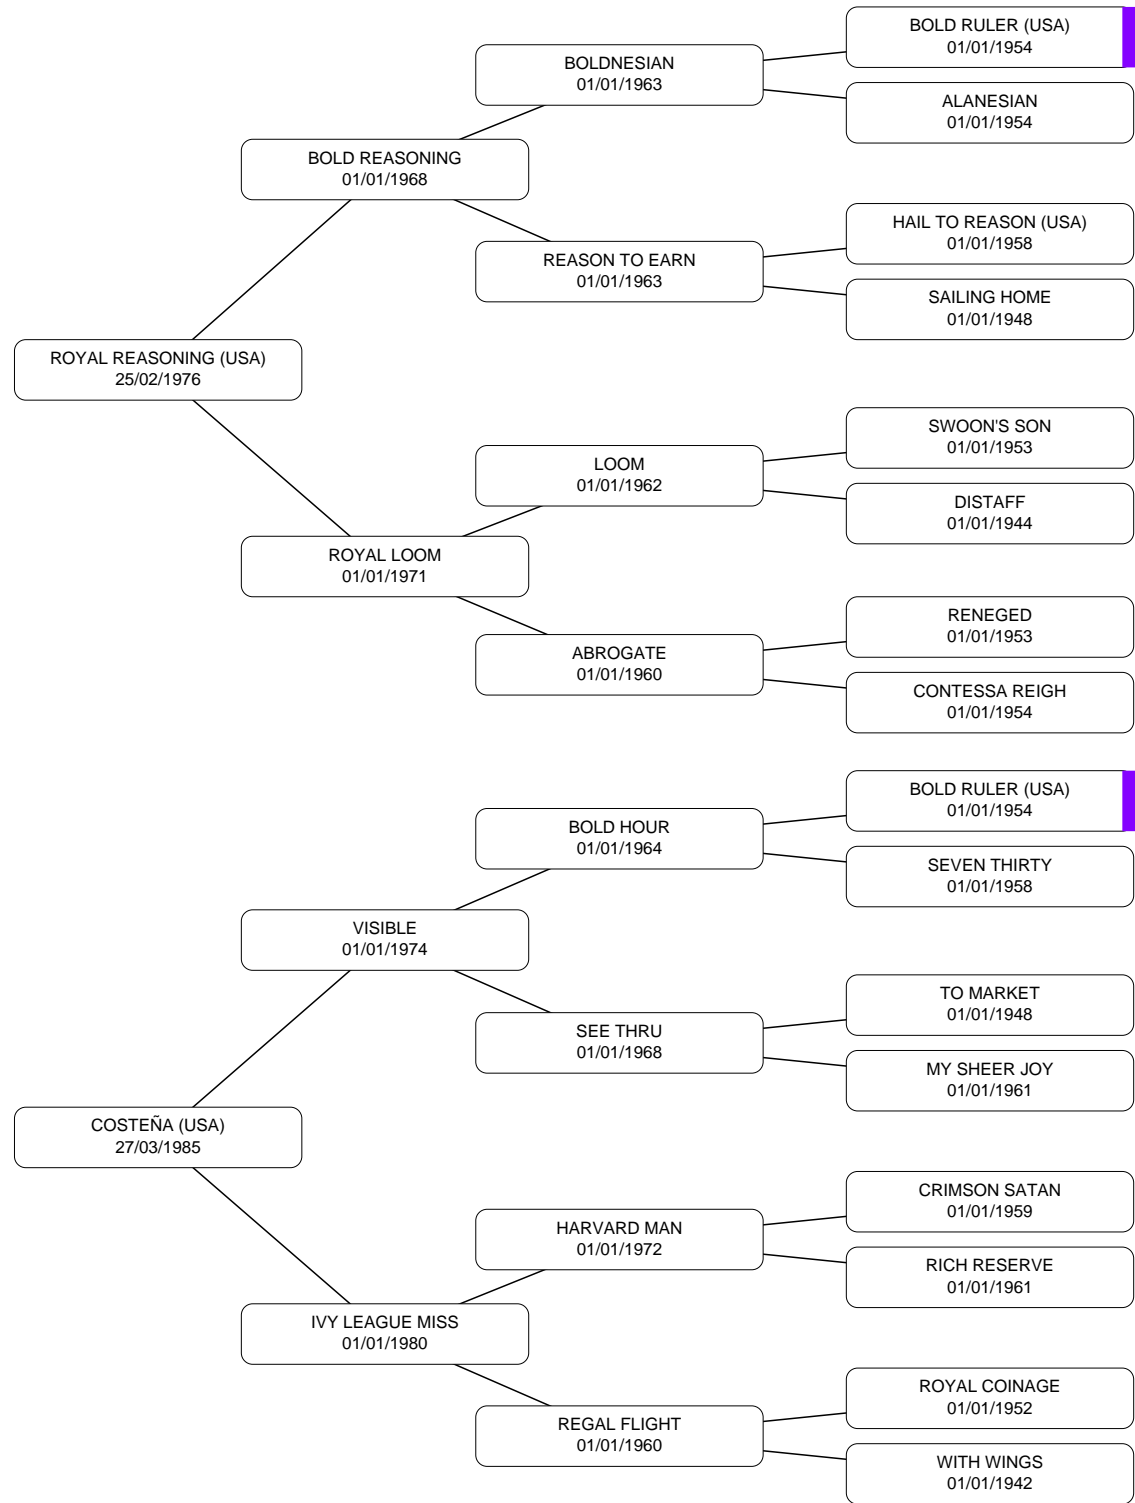 BOLD RULER (USA)
01/01/1954
BOLDNESIAN
01/01/1963
ALANESIAN
01/01/1954
BOLD REASONING
01/01/1968
HAIL TO REASON (USA)
01/01/1958
REASON TO EARN
01/01/1963
SAILING HOME
01/01/1948
ROYAL REASONING (USA)
25/02/1976
SWOON'S SON
01/01/1953
LOOM
01/01/1962
DISTAFF
01/01/1944
ROYAL LOOM
01/01/1971
RENEGED
01/01/1953
ABROGATE
01/01/1960
CONTESSA REIGH
01/01/1954
BOLD RULER (USA)
01/01/1954
BOLD HOUR
01/01/1964
SEVEN THIRTY
01/01/1958
VISIBLE
01/01/1974
TO MARKET
01/01/1948
SEE THRU
01/01/1968
MY SHEER JOY
01/01/1961
COSTEÑA (USA)
27/03/1985
CRIMSON SATAN
01/01/1959
HARVARD MAN
01/01/1972
RICH RESERVE
01/01/1961
IVY LEAGUE MISS
01/01/1980
ROYAL COINAGE
01/01/1952
REGAL FLIGHT
01/01/1960
WITH WINGS
01/01/1942